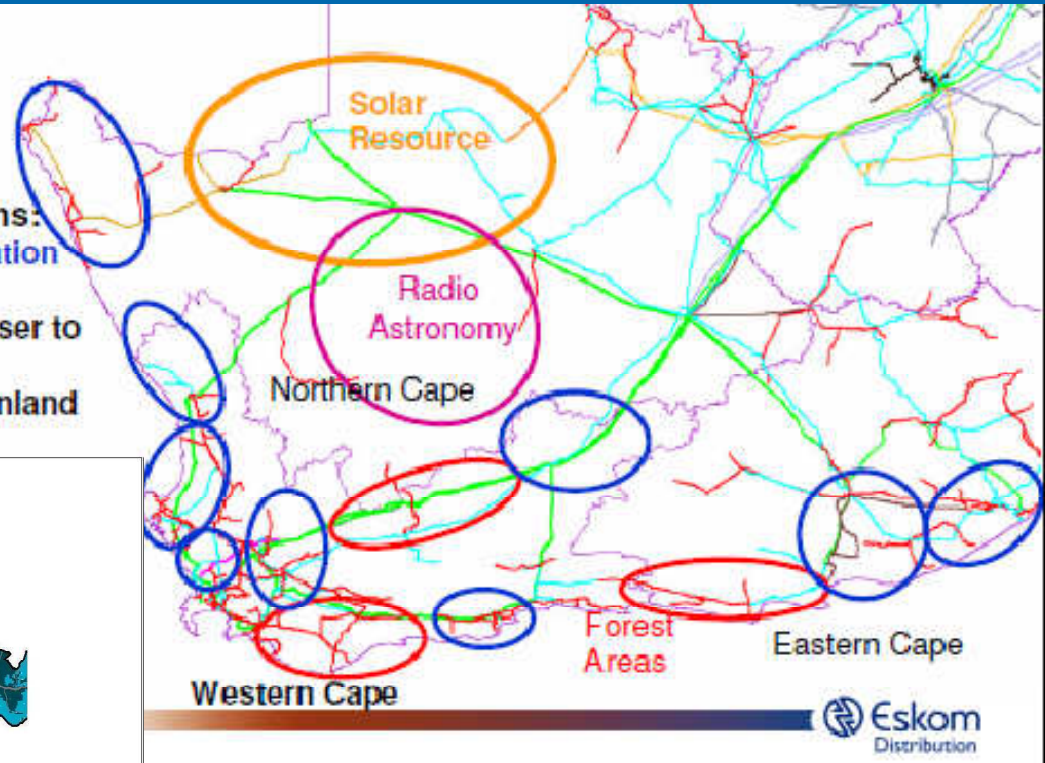 Solar
Resource
ns:
ation
ser to
nland
Radio
Astronomy
Northern Cape
Forest
Areas
Eastern Cape
Western Cape
Eskom
Distribution